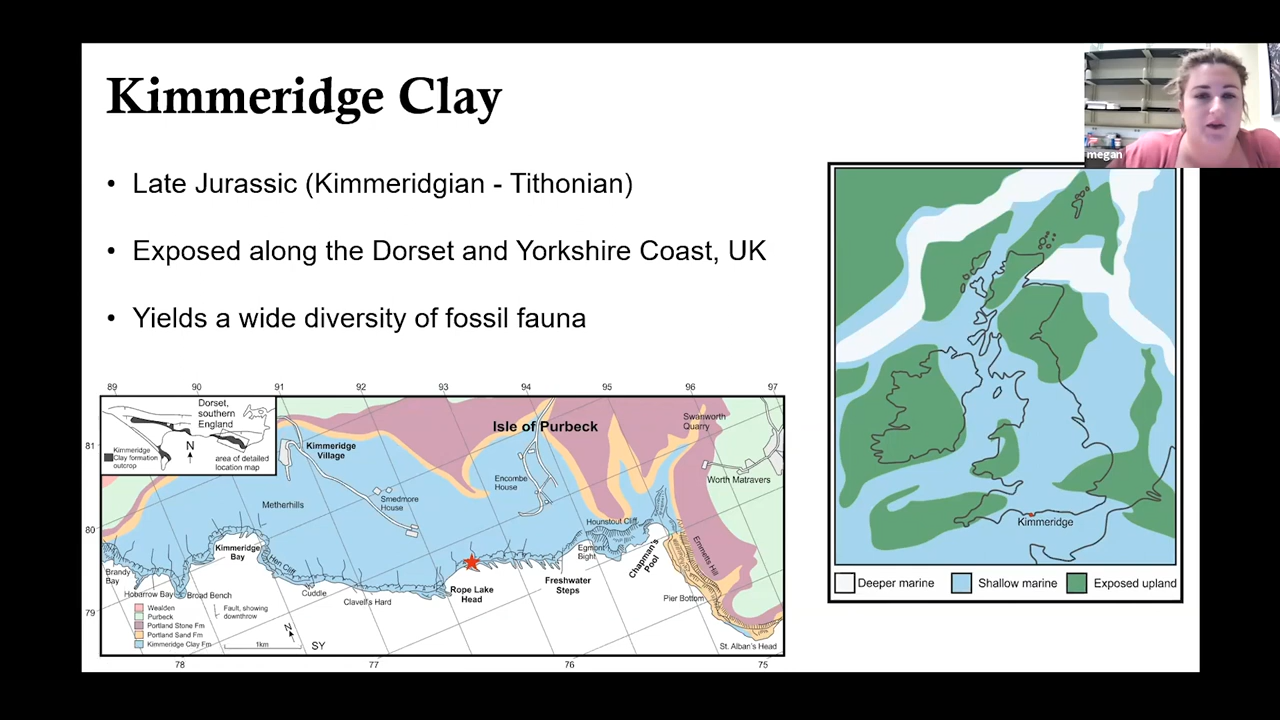 Kimmeridge Clay
megan
• Late Jurassic (Kimmeridgian - Tithonian)
• Exposed along the Dorset and Yorkshire Coast, UK
• Yields a wide diversity of fossil fauna
89 90 91 92 93 94 95 96 97
Dorset,
southern
England
N
Kimmeridge
Clay formation
outcrop
area of detailed
location map
Isle of Purbeck
Swanworth
Quarry
81
Kimmeridge
Village
Worth Matravers
Encombe
House
Smedmore
House
Metherhills
80
Hounstout Cliff
Kimmeridge
Bay
Hen Cliff
Egmont
Bight
Chapman's
Pool
Emmetts Hill
Brandy
Bay
Hobarrow Bay
Broad Bench
Cuddle
Clavell's Hard
Rope Lake
Head
Freshwater
Steps
Pier Bottom
79
Wealden
Purbeck
Portland Stone Fm
Portland Sand Fm
Kimmeridge Clay Fm
Fault, showing
downthrow
N
1km
SY
St. Alban's Head
78 77 76 75
Kimmeridge
Deeper marine
Shallow marine
Exposed upland